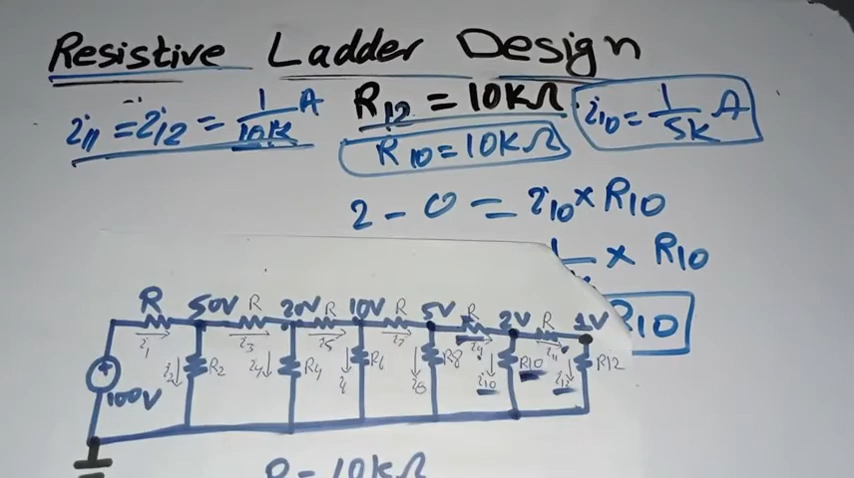 Resistive Ladder Design
i11 = i12 = 1/10K A
R12 = 10KΩ
i10 = 1/5K A
R10 = 10KΩ
2 - 0 = i10 × R10
× R10
R10
R 50V R 20V R 10V R 5V R 2V R 1V
i1 i3 i5 i7 i9 i11
i2 R2 i4 R4 R6 i8 R8 i10 R10 i12 R12
100V
R = 10KΩ